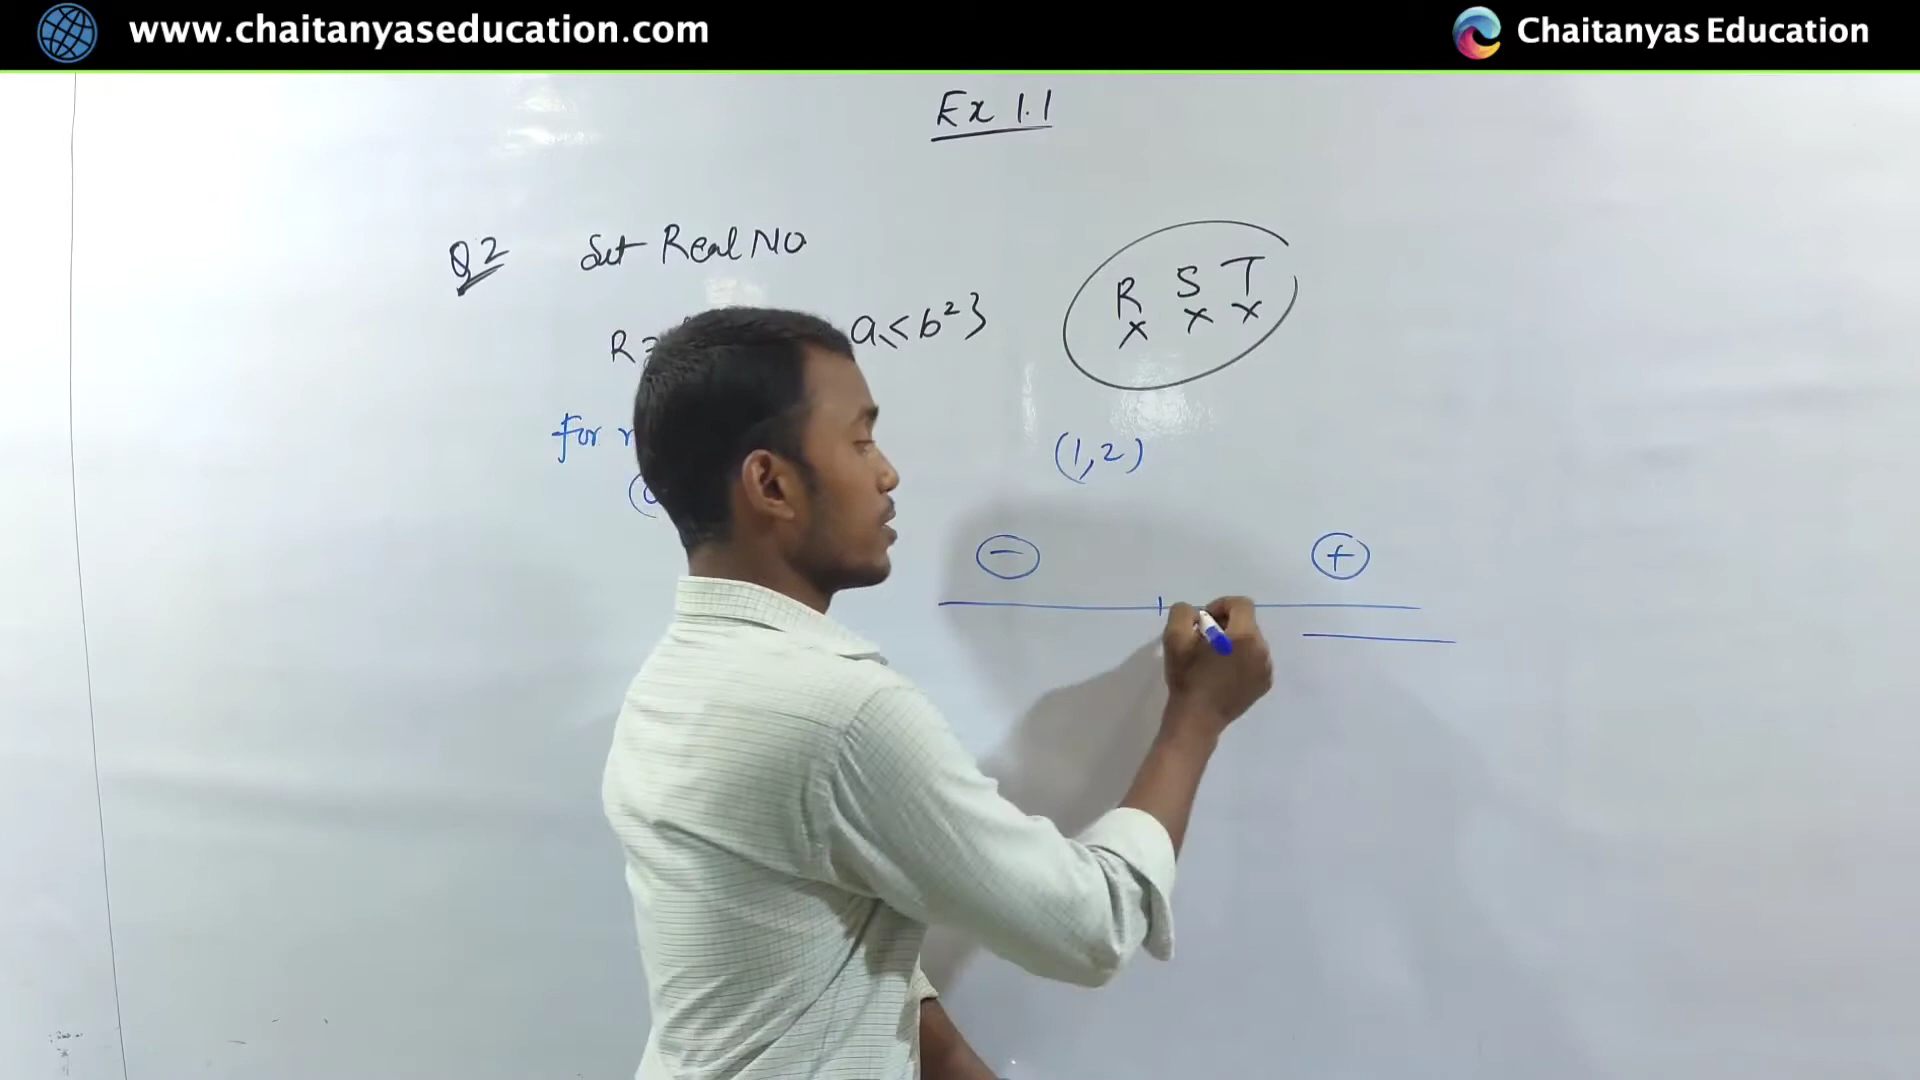 www.chaitanyaseducation.com
Chaitanyas Education
Ex 1.1
Q2 Set Real No
R S T
x x x
R = a ≤ b²}
For r
(1,2)
(a
− +